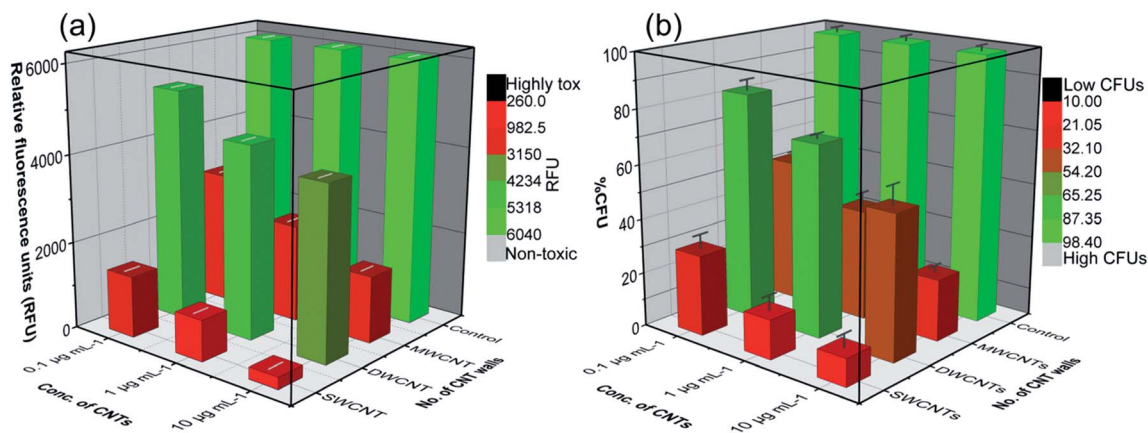 (a)
Relative fluorescence units (RFU)
6000
4000
2000
0
0.1 µg mL-1
1 µg mL-1
10 µg mL-1
Conc. of CNTs
SWCNT
DWCNT
MWCNT
Control
No. of CNT walls
Highly tox
260.0
982.5
3150
4234
5318
6040
Non-toxic
RFU
(b)
%CFU
100
80
60
40
20
0
0.1 µg mL-1
1 µg mL-1
10 µg mL-1
Conc. of CNTs
SWCNTs
DWCNTs
MWCNTs
Control
No. of CNT walls
Low CFUs
10.00
21.05
32.10
54.20
65.25
87.35
98.40
High CFUs